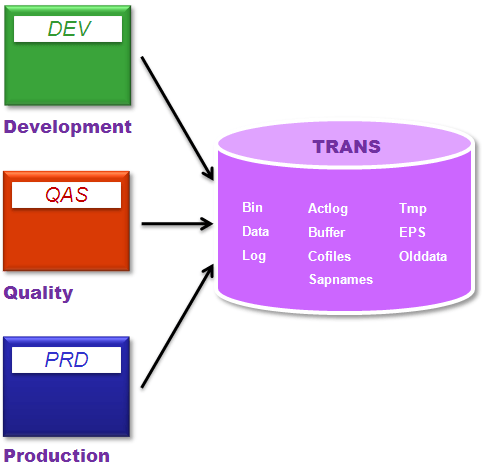 DEV
Development
QAS
Quality
PRD
Production
TRANS
Bin Actlog Tmp
Data Buffer EPS
Log Cofiles Olddata
Sapnames